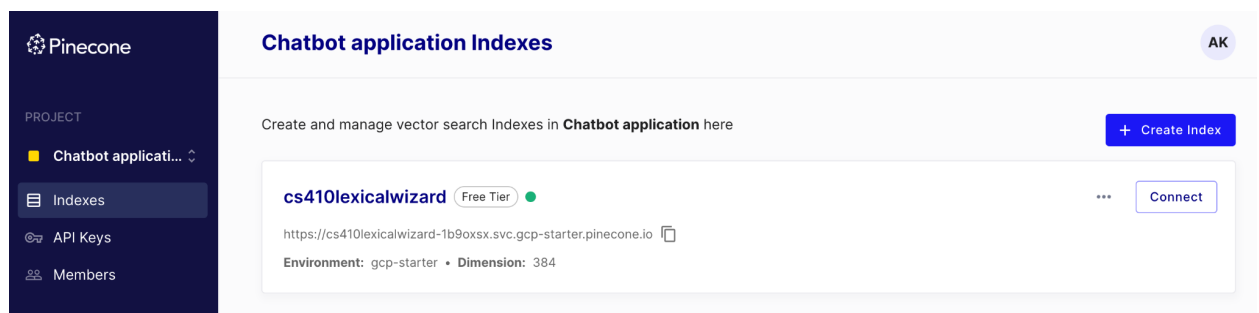 Pinecone
PROJECT
Chatbot applicati...
Indexes
API Keys
Members
Chatbot application Indexes
AK
Create and manage vector search Indexes in Chatbot application here
+ Create Index
cs410lexicalwizard Free Tier
... Connect
https://cs410lexicalwizard-1b9oxsx.svc.gcp-starter.pinecone.io
Environment: gcp-starter • Dimension: 384